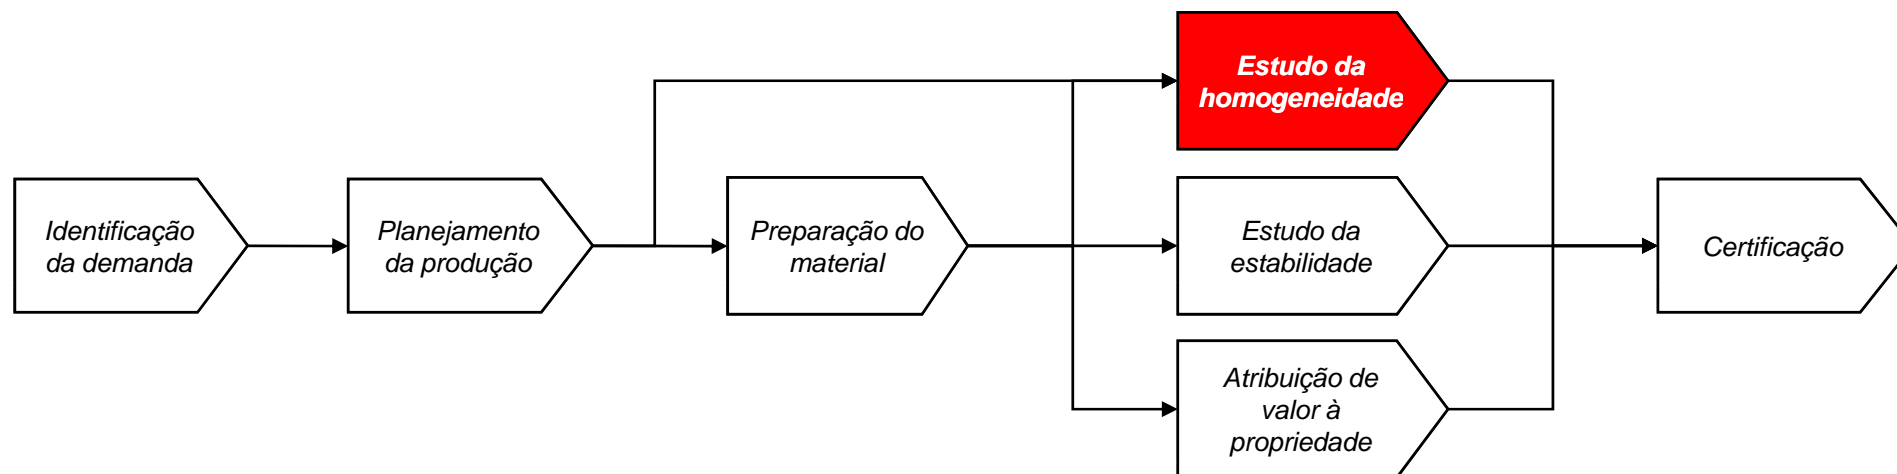 Identificação
da demanda
Planejamento
da produção
Preparação do
material
Estudo da
homogeneidade
Estudo da
estabilidade
Atribuição de
valor à
propriedade
Certificação